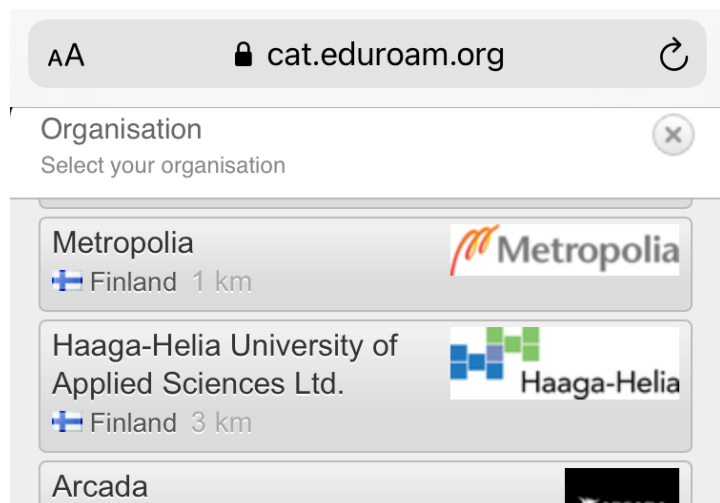 AA cat.eduroam.org
Organisation
Select your organisation
Metropolia Metropolia
Finland 1 km
Haaga-Helia University of
Applied Sciences Ltd.
Haaga-Helia
Finland 3 km
Arcada